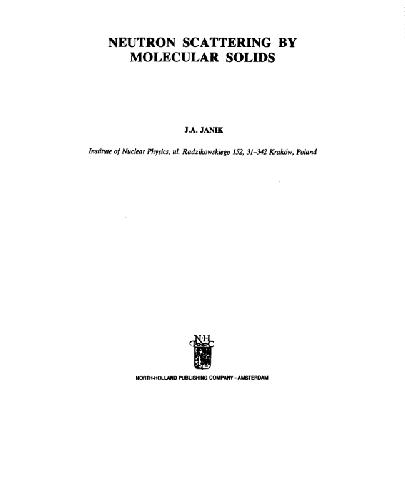 NEUTRON SCATTERING BY
MOLECULAR SOLIDS
J.A. JANIK
Institute of Nuclear Physics, ul. Radzikowskiego 152, 31-342 Kraków, Poland
NH
NORTH-HOLLAND PUBLISHING COMPANY - AMSTERDAM